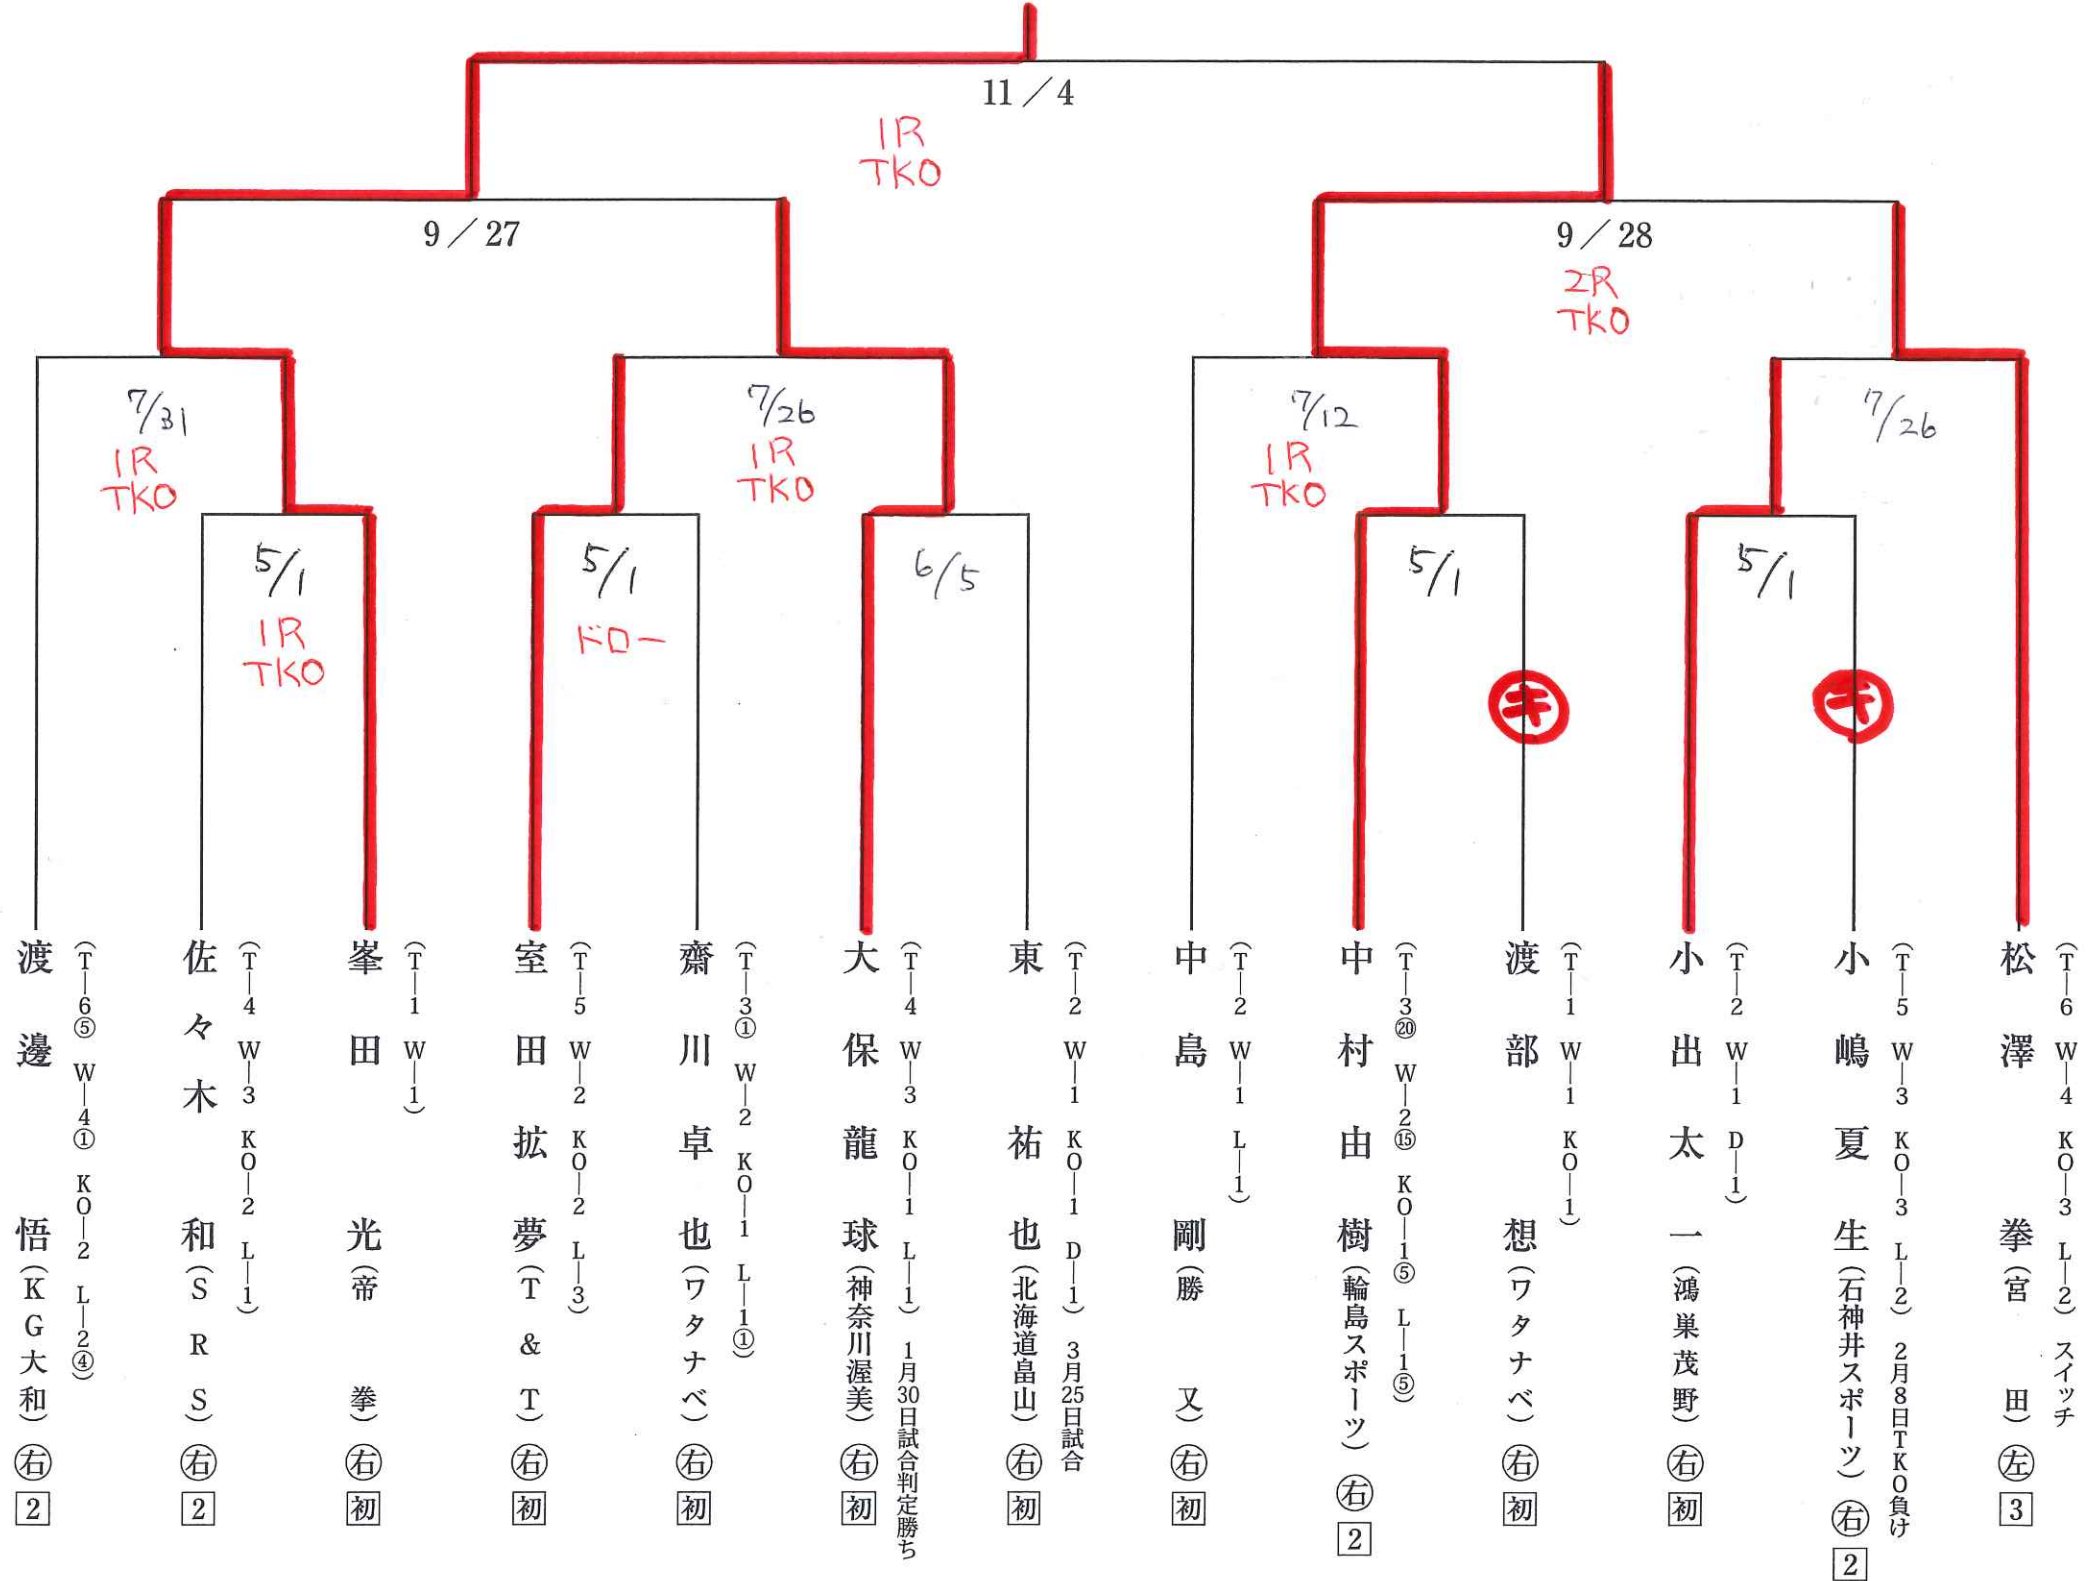 11/4
1R
TKO
9/27
9/28
2R
TKO
7/31
1R
TKO
7/26
1R
TKO
7/12
1R
TKO
7/26
5/1
1R
TKO
5/1
ドロー
6/5
5/1
キ
5/1
キ
渡邊 悟(KG大和)右 2
(T—6⑤ W—4① KO—2 L—2④)
佐々木 和(SRS)右 2
(T—4 W—3 KO—2 L—1)
峯田 光(帝拳)右 初
(T—1 W—1)
室田拡夢(T&T)右 初
(T—5 W—2 KO—2 L—3)
齋川卓也(ワタナベ)右 初
(T—3① W—2 KO—1 L—1①)
大保龍球(神奈川渥美)右 初
(T—4 W—3 KO—1 L—1) 1月30日試合判定勝ち
東 祐也(北海道畠山)右 初
(T—2 W—1 KO—1 D—1) 3月25日試合
中島 剛(勝又)右 初
(T—2 W—1 L—1)
中村由樹(輪島スポーツ)右 2
(T—3⑳ W—2⑮ KO—1⑤ L—1⑤)
渡部 想(ワタナベ)右 初
(T—1 W—1 KO—1)
小出太一(鴻巣茂野)右 初
(T—2 W—1 D—1)
小嶋夏生(石神井スポーツ)右 2
(T—5 W—3 KO—3 L—2) 2月8日TKO負け
松澤 拳(宮田)左 3
(T—6 W—4 KO—3 L—2) スイッチ